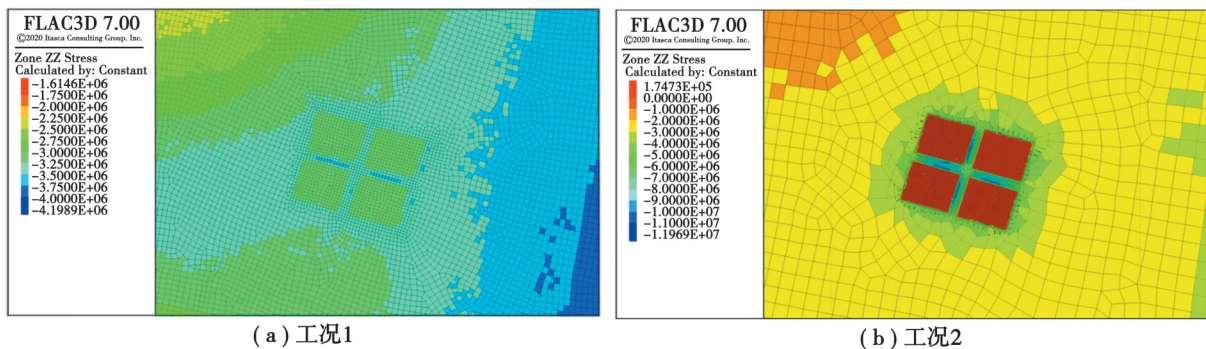 FLAC3D 7.00
©2020 Itasca Consulting Group. Inc.
Zone ZZ Stress
Calculated by: Constant
-1.6146E+06
-1.7500E+06
-2.0000E+06
-2.2500E+06
-2.5000E+06
-2.7500E+06
-3.0000E+06
-3.2500E+06
-3.5000E+06
-3.7500E+06
-4.0000E+06
-4.1989E+06
(a)工况1
FLAC3D 7.00
©2020 Itasca Consulting Group. Inc.
Zone ZZ Stress
Calculated by: Constant
1.7473E+05
0.0000E+00
-1.0000E+06
-2.0000E+06
-3.0000E+06
-4.0000E+06
-5.0000E+06
-6.0000E+06
-7.0000E+06
-8.0000E+06
-9.0000E+06
-1.0000E+07
-1.1000E+07
-1.1969E+07
(b)工况2